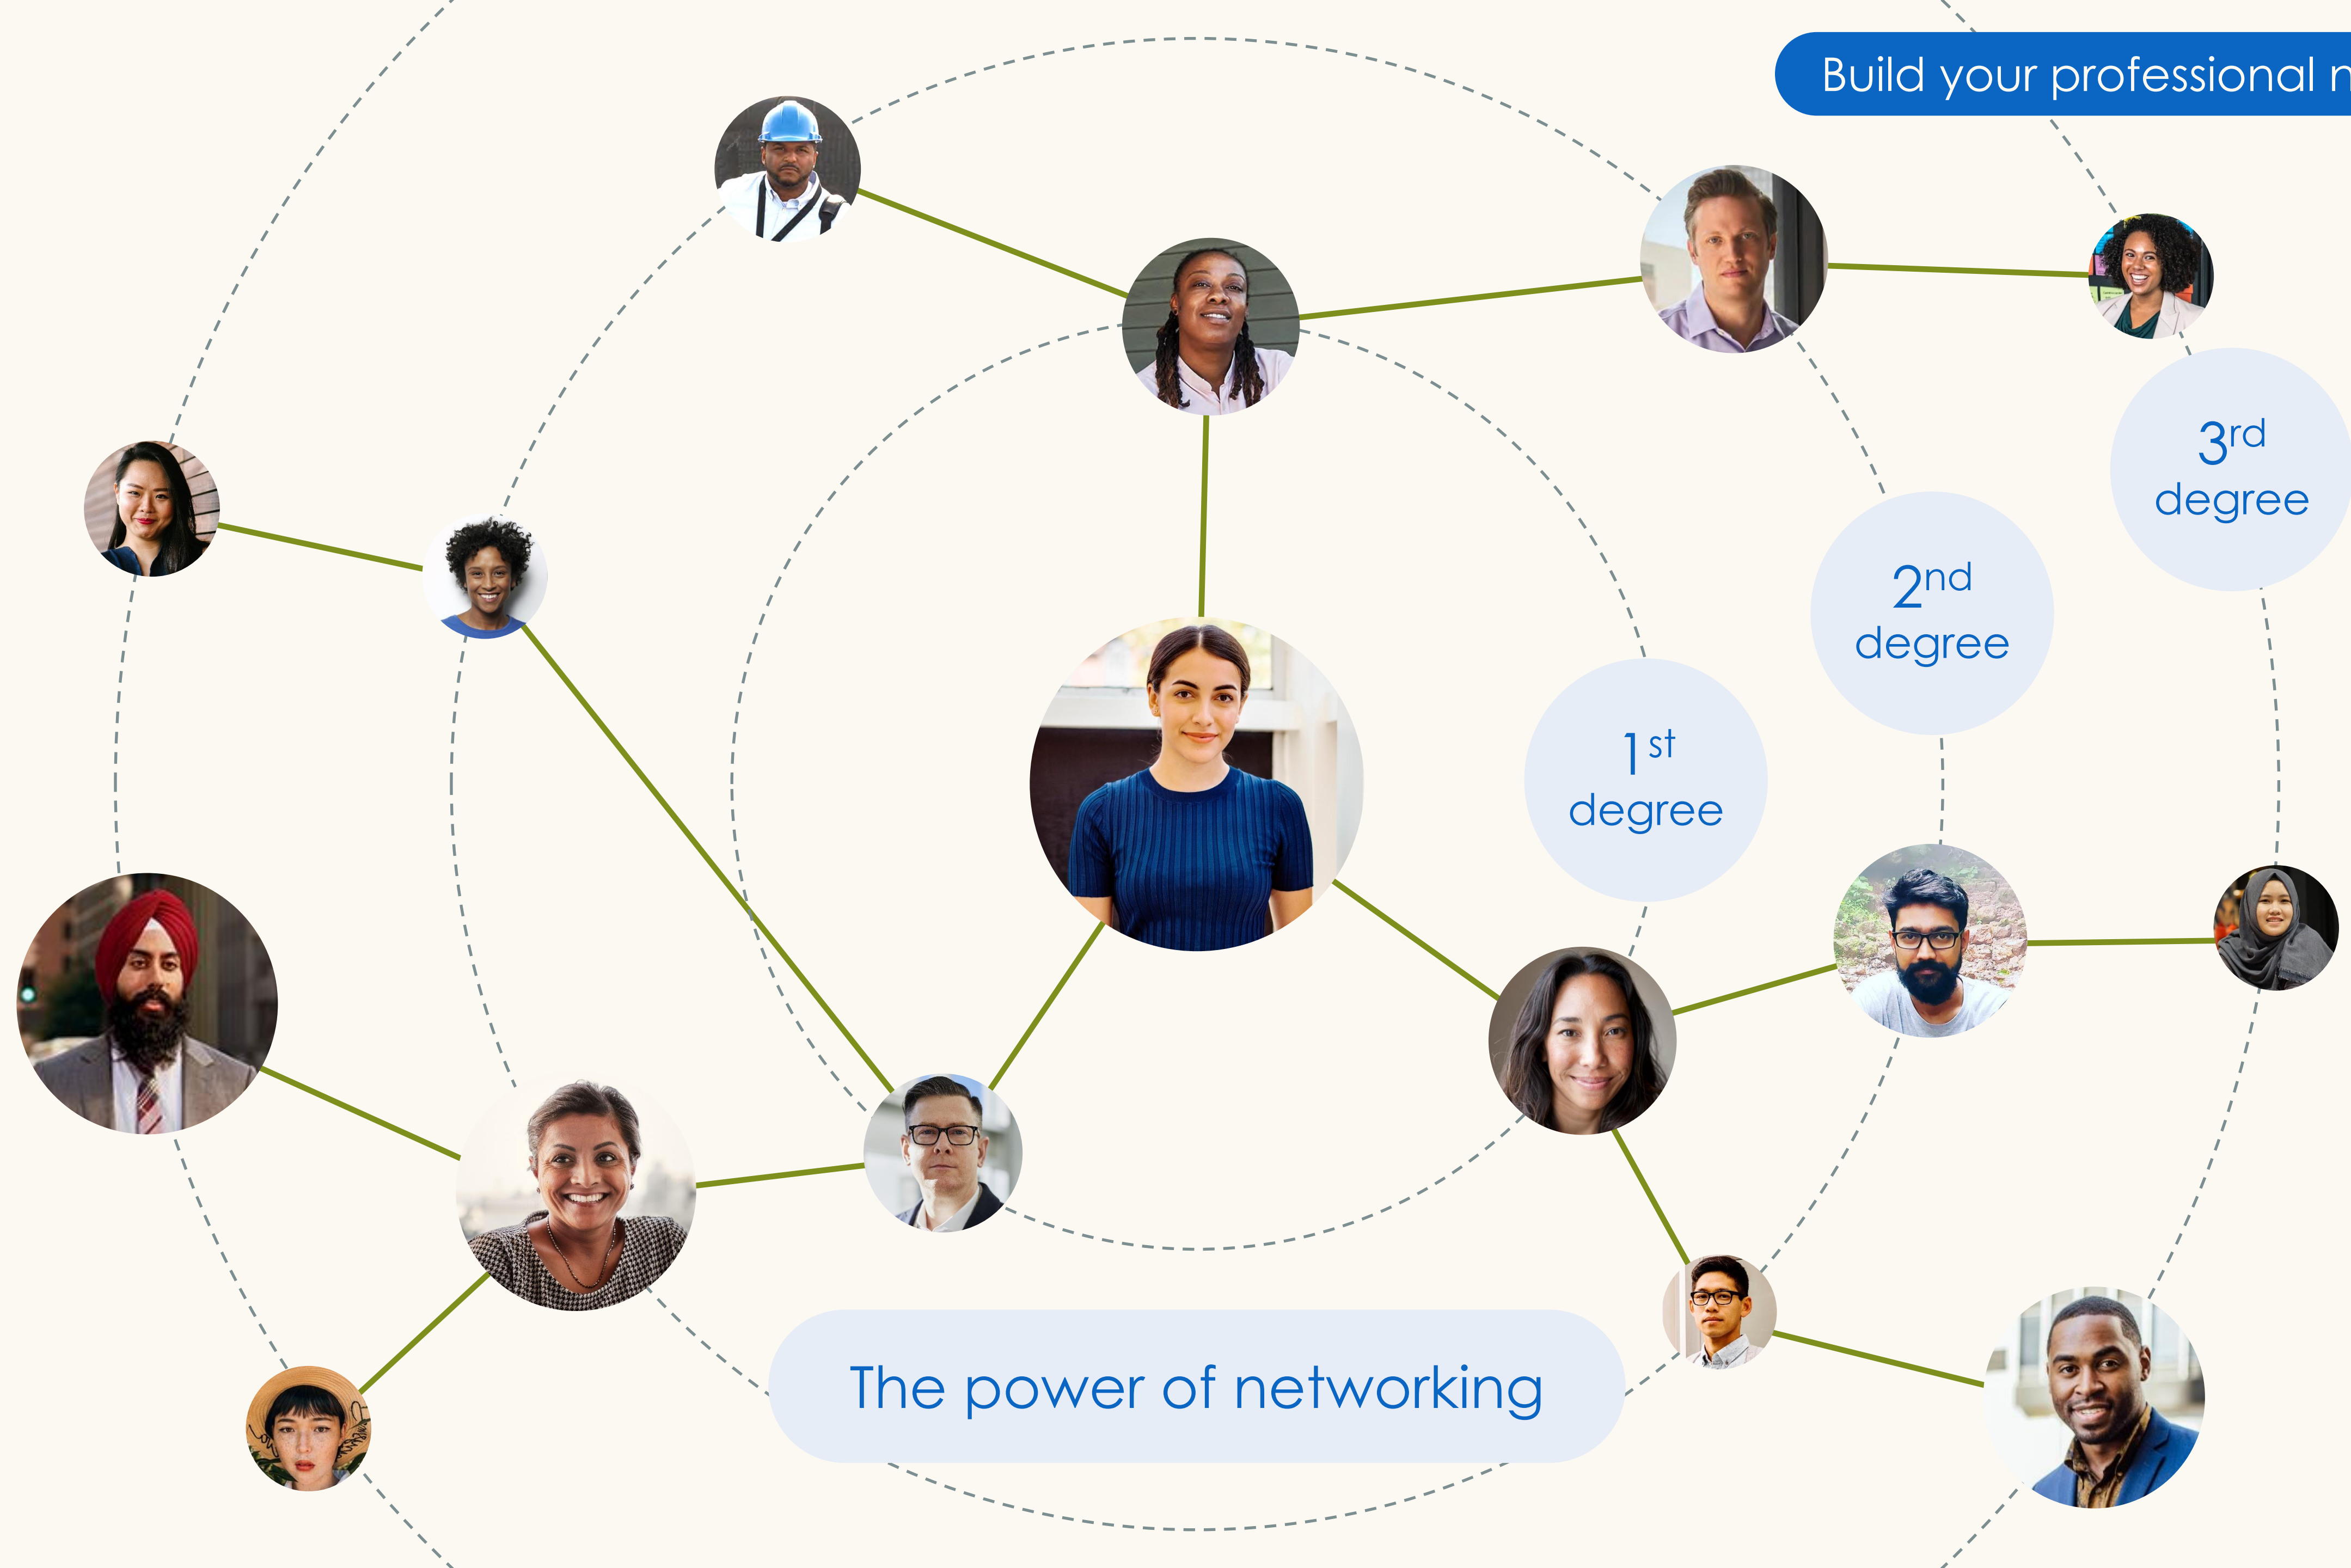 Build your professional
3rd
degree
2nd
degree
1st
degree
The power of networking